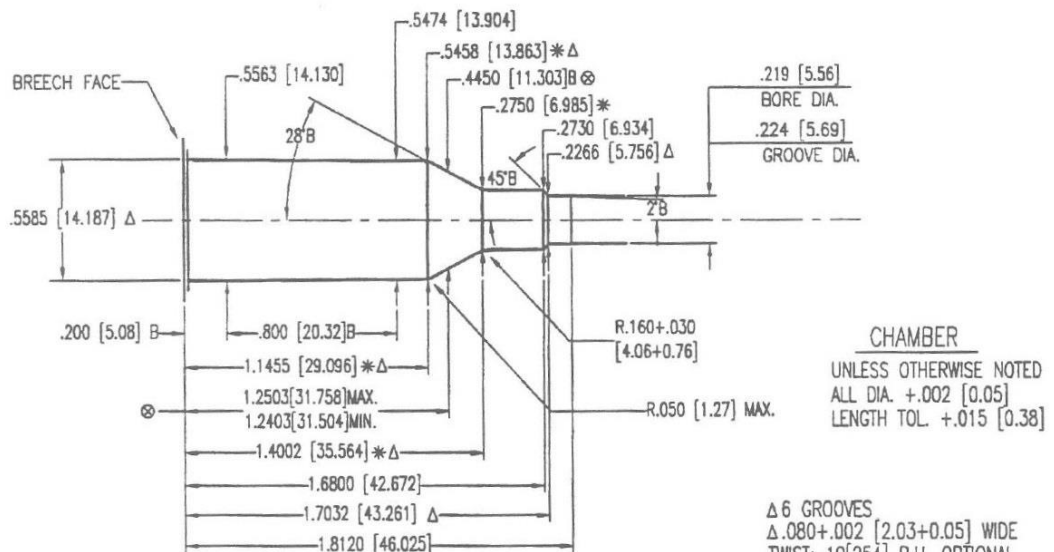 .5474 [13.904]
.5458 [13.863]*Δ
BREECH FACE
.5563 [14.130]
.4450 [11.303]B⊗
.2750 [6.985]*
.2730 [6.934]
.2266 [5.756] Δ
.219 [5.56]
BORE DIA.
.224 [5.69]
GROOVE DIA.
28°B
45°B
2°B
.5585 [14.187] Δ
.200 [5.08] B
.800 [20.32]B
R.160+.030
[4.06+0.76]
1.1455 [29.096]*Δ
⊗
1.2503[31.758]MAX.
1.2403[31.504]MIN.
R.050 [1.27] MAX.
1.4002 [35.564]*Δ
1.6800 [42.672]
1.7032 [43.261] Δ
1.8120 [46.025]
CHAMBER
UNLESS OTHERWISE NOTED
ALL DIA. +.002 [0.05]
LENGTH TOL. +.015 [0.38]
Δ6 GROOVES
Δ.080+.002 [2.03+0.05] WIDE
TWIST: 10[254] R.H. OPTIONAL